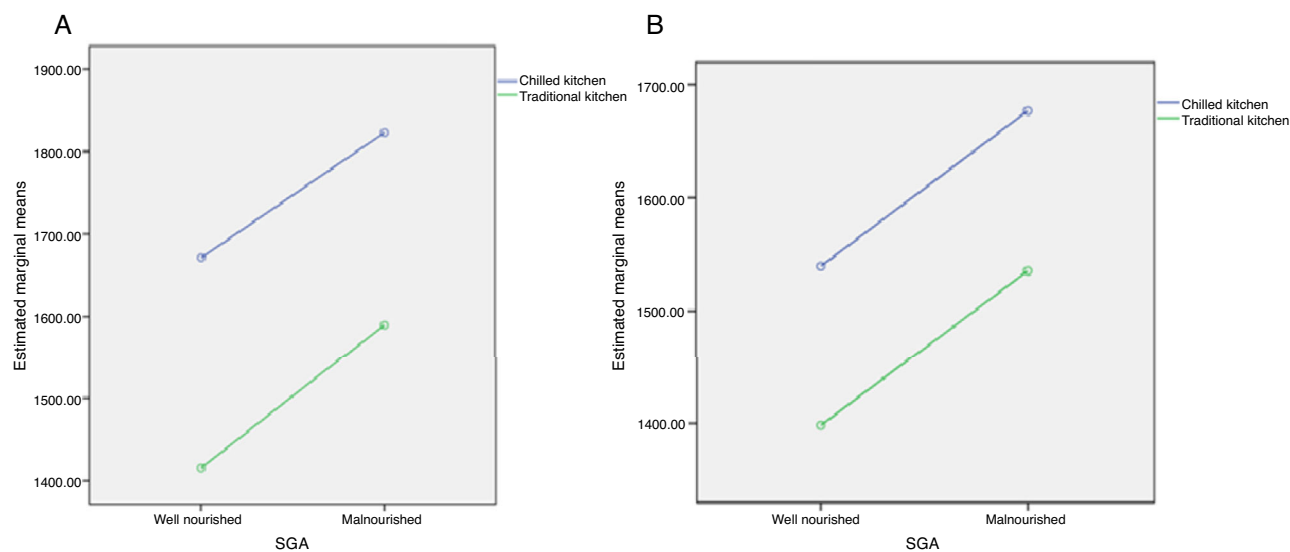 A
Estimated marginal means
1900.00
1800.00
1700.00
1600.00
1500.00
1400.00
Well nourished
Malnourished
SGA
Chilled kitchen
Traditional kitchen
B
Estimated marginal means
1700.00
1600.00
1500.00
1400.00
Well nourished
Malnourished
SGA
Chilled kitchen
Traditional kitchen